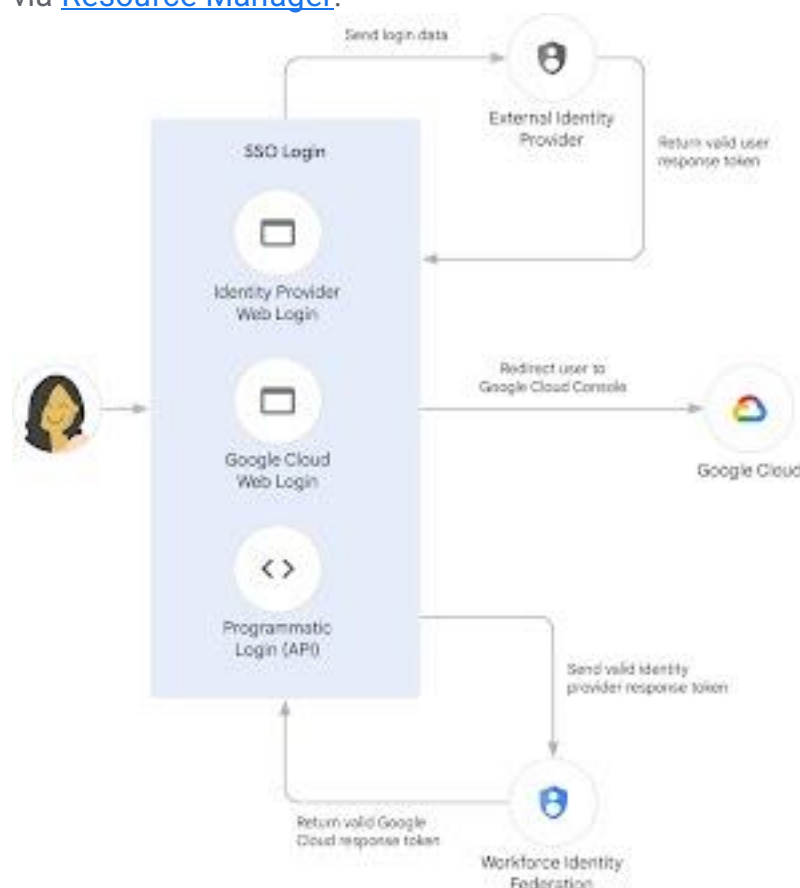 via Resource Manager.
Send login data
External Identity
Provider
SSO Login
Return valid user
response token
Identity Provider
Web Login
Redirect user to
Google Cloud Console
Google Cloud
Web Login
Google Cloud
Programmatic
Login (API)
Send valid identity
provider response token
Return valid Google
Cloud response token
Workforce Identity
Federation